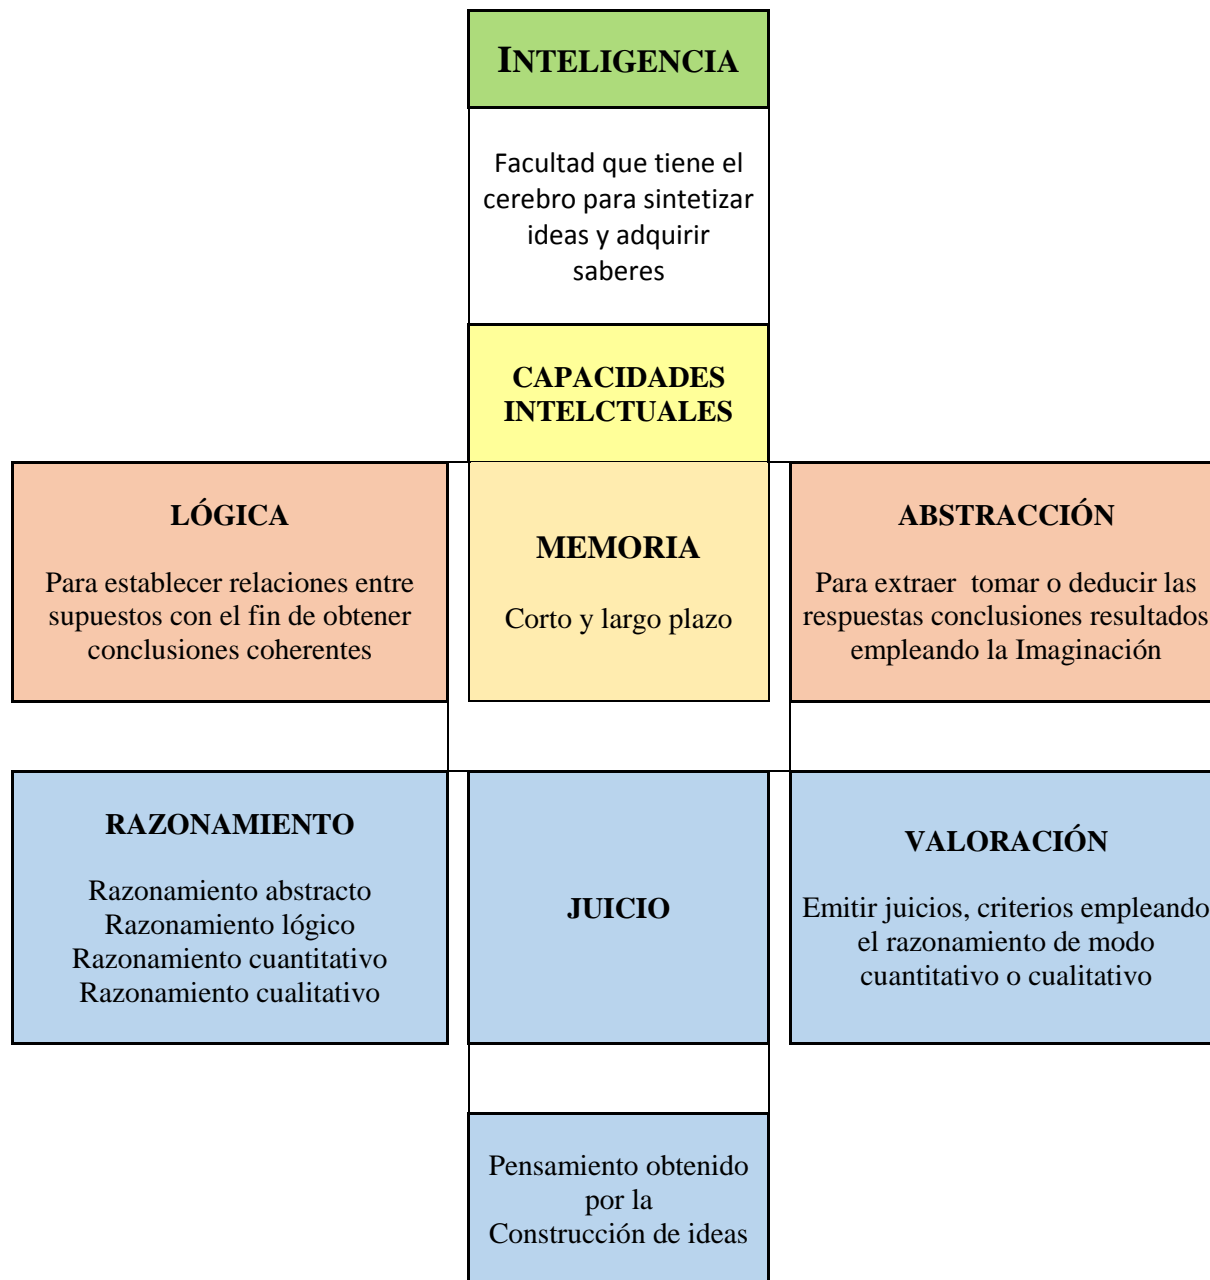 INTELIGENCIA
Facultad que tiene el
cerebro para sintetizar
ideas y adquirir
saberes
CAPACIDADES
INTELCTUALES
LÓGICA
Para establecer relaciones entre
supuestos con el fin de obtener
conclusiones coherentes
MEMORIA
Corto y largo plazo
ABSTRACCIÓN
Para extraer  tomar o deducir las
respuestas conclusiones resultados
empleando la Imaginación
RAZONAMIENTO
Razonamiento abstracto
Razonamiento lógico
Razonamiento cuantitativo
Razonamiento cualitativo
JUICIO
VALORACIÓN
Emitir juicios, criterios empleando
el razonamiento de modo
cuantitativo o cualitativo
Pensamiento obtenido
por la
Construcción de ideas